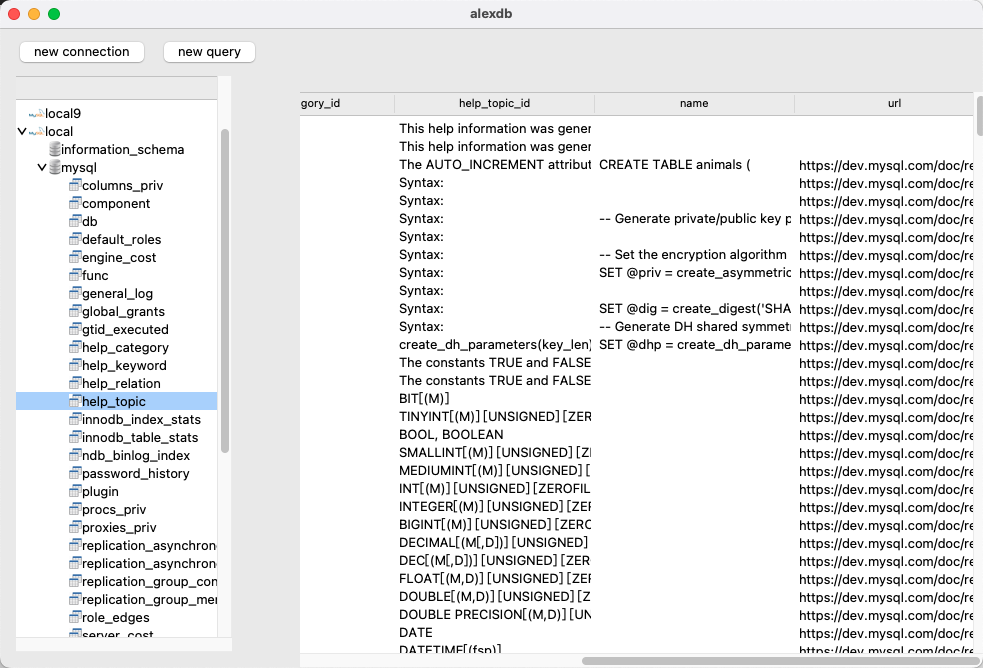 alexdb
new connection new query
local9
local
information_schema
mysql
columns_priv
component
db
default_roles
engine_cost
func
general_log
global_grants
gtid_executed
help_category
help_keyword
help_relation
help_topic
innodb_index_stats
innodb_table_stats
ndb_binlog_index
password_history
plugin
procs_priv
proxies_priv
replication_asynchron
replication_asynchron
replication_group_con
replication_group_mer
role_edges
server_cost
gory_id help_topic_id name url
This help information was gener
This help information was gener
The AUTO_INCREMENT attribut CREATE TABLE animals ( https://dev.mysql.com/doc/re
Syntax: https://dev.mysql.com/doc/re
Syntax: https://dev.mysql.com/doc/re
Syntax: -- Generate private/public key p https://dev.mysql.com/doc/re
Syntax: https://dev.mysql.com/doc/re
Syntax: -- Set the encryption algorithm https://dev.mysql.com/doc/re
Syntax: SET @priv = create_asymmetric https://dev.mysql.com/doc/re
Syntax: https://dev.mysql.com/doc/re
Syntax: SET @dig = create_digest('SHA https://dev.mysql.com/doc/re
Syntax: -- Generate DH shared symmet https://dev.mysql.com/doc/re
create_dh_parameters(key_len) SET @dhp = create_dh_parame https://dev.mysql.com/doc/re
The constants TRUE and FALSE https://dev.mysql.com/doc/re
The constants TRUE and FALSE https://dev.mysql.com/doc/re
BIT[(M)] https://dev.mysql.com/doc/re
TINYINT[(M)] [UNSIGNED] [ZER https://dev.mysql.com/doc/re
BOOL, BOOLEAN https://dev.mysql.com/doc/re
SMALLINT[(M)] [UNSIGNED] [ZI https://dev.mysql.com/doc/re
MEDIUMINT[(M)] [UNSIGNED] [ https://dev.mysql.com/doc/re
INT[(M)] [UNSIGNED] [ZEROFIL https://dev.mysql.com/doc/re
INTEGER[(M)] [UNSIGNED] [ZEF https://dev.mysql.com/doc/re
BIGINT[(M)] [UNSIGNED] [ZERC https://dev.mysql.com/doc/re
DECIMAL[(M[,D])] [UNSIGNED] https://dev.mysql.com/doc/re
DEC[(M[,D])] [UNSIGNED] [ZER https://dev.mysql.com/doc/re
FLOAT[(M,D)] [UNSIGNED] [ZEF https://dev.mysql.com/doc/re
DOUBLE[(M,D)] [UNSIGNED] [Z https://dev.mysql.com/doc/re
DOUBLE PRECISION[(M,D)] [UN https://dev.mysql.com/doc/re
DATE https://dev.mysql.com/doc/re
DATETIME[(fsp)] https://dev.mysql.com/doc/re